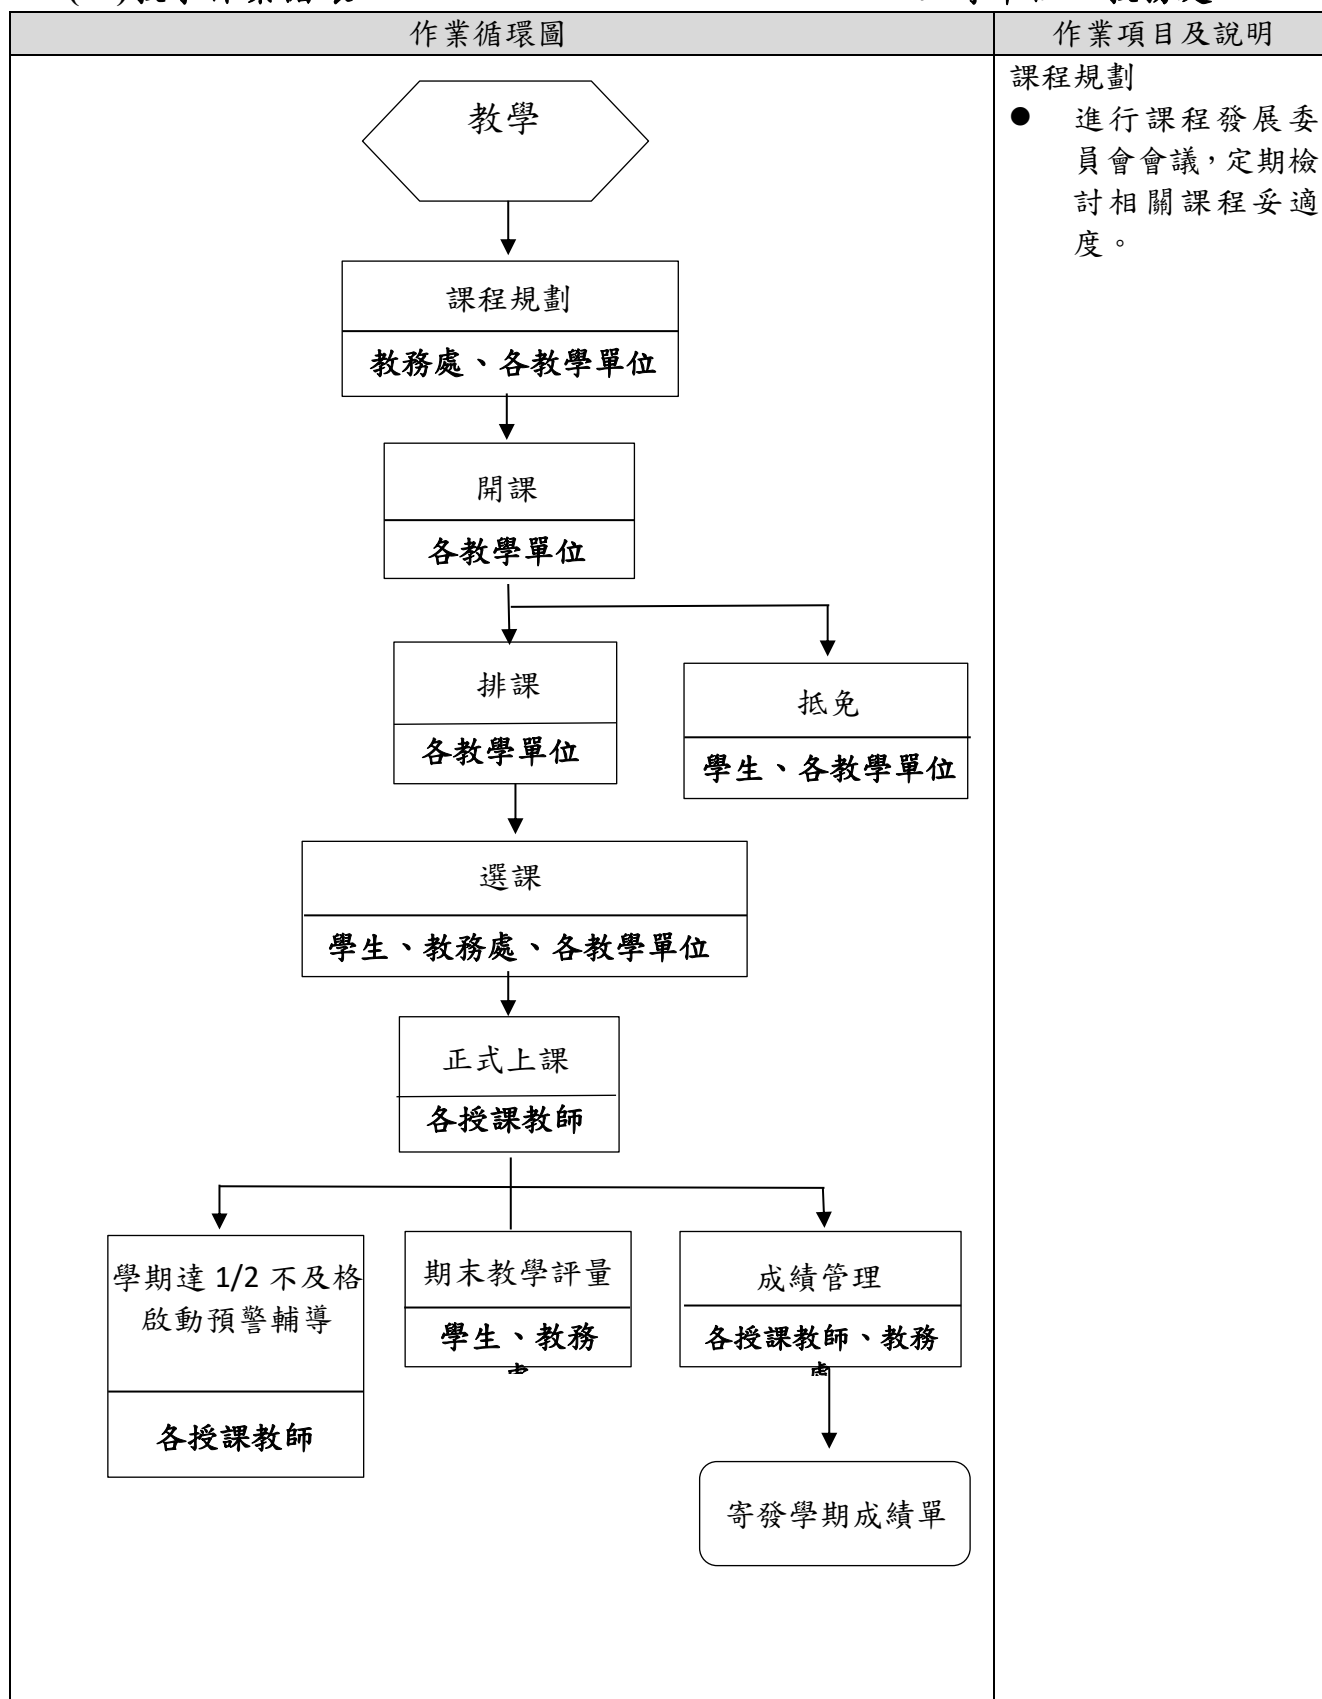 作業循環圖
作業項目及說明
教學
課程規劃
教務處、各教學單位
開課
各教學單位
排課
各教學單位
抵免
學生、各教學單位
選課
學生、教務處、各教學單位
正式上課
各授課教師
學期達 1/2 不及格
啟動預警輔導
各授課教師
期末教學評量
學生、教務
成績管理
各授課教師、教務
處
寄發學期成績單
課程規劃
● 進行課程發展委
員會會議，定期檢
討相關課程妥適
度。